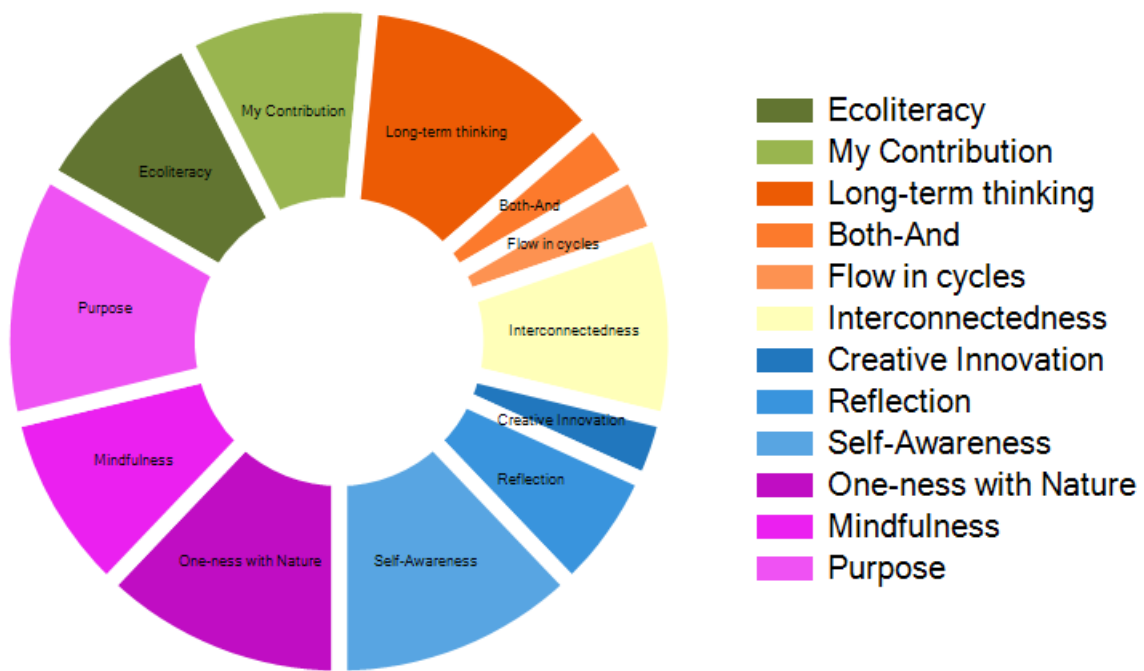 My Contribution
Long-term thinking
Ecoliteracy
Both-And
Flow in cycles
Purpose
Interconnectedness
Creative Innovation
Mindfulness
Reflection
One-ness with Nature
Self-Awareness
Ecoliteracy
My Contribution
Long-term thinking
Both-And
Flow in cycles
Interconnectedness
Creative Innovation
Reflection
Self-Awareness
One-ness with Nature
Mindfulness
Purpose